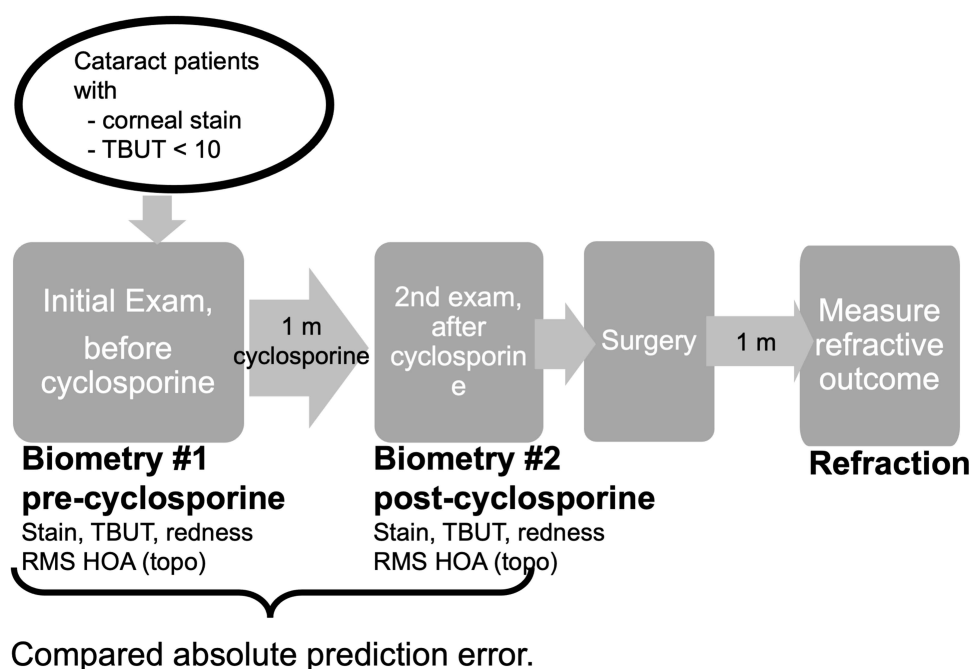 Cataract patients
with
- corneal stain
- TBUT < 10
Initial Exam,
before
cyclosporine
1 m
cyclosporine
2nd exam,
after
cyclosporin
e
Surgery
1 m
Measure
refractive
outcome
Biometry #1
pre-cyclosporine
Stain, TBUT, redness
RMS HOA (topo)
Biometry #2
post-cyclosporine
Stain, TBUT, redness
RMS HOA (topo)
Refraction
Compared absolute prediction error.